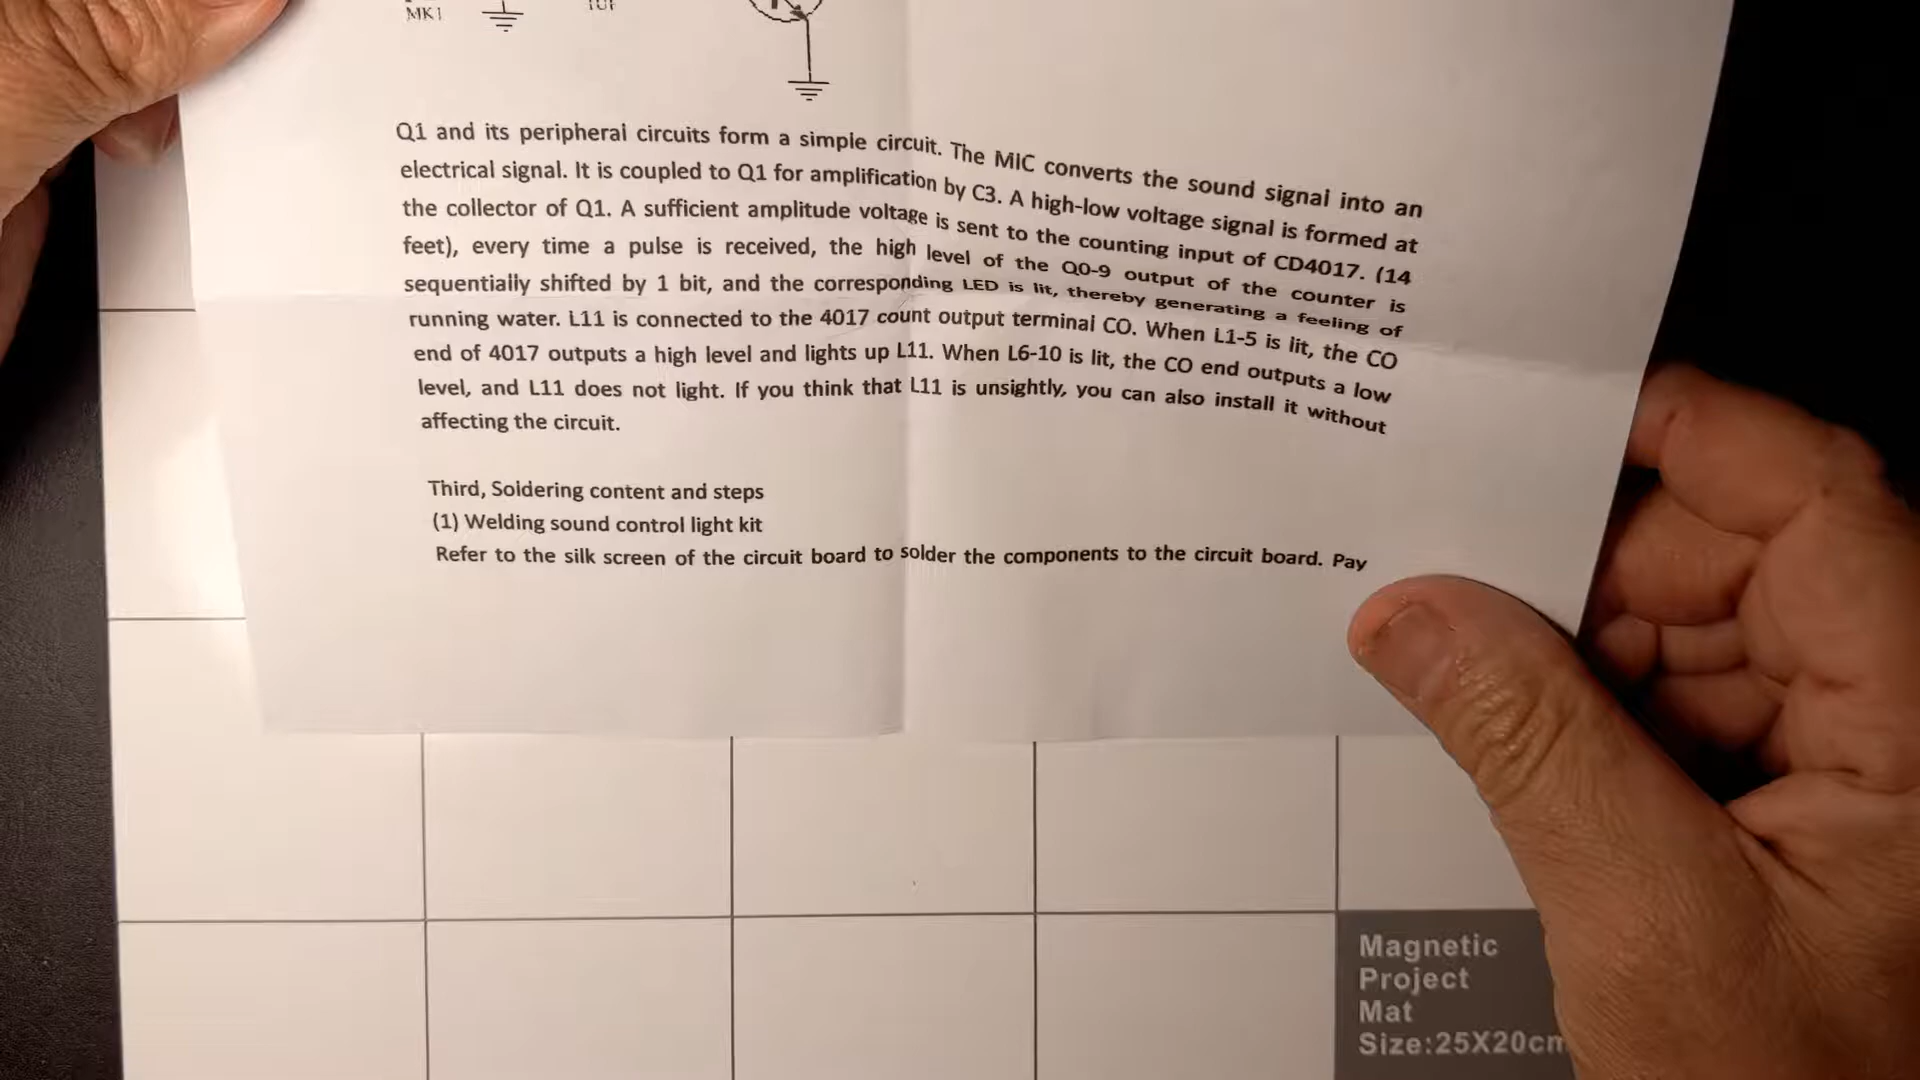 MK1
1UF
Q1 and its peripheral circuits form a simple circuit. The MIC converts the sound signal into an
electrical signal. It is coupled to Q1 for amplification by C3. A high-low voltage signal is formed at
the collector of Q1. A sufficient amplitude voltage is sent to the counting input of CD4017. (14
feet), every time a pulse is received, the high level of the Q0-9 output of the counter is
sequentially shifted by 1 bit, and the corresponding LED is lit, thereby generating a feeling of
running water. L11 is connected to the 4017 count output terminal CO. When L1-5 is lit, the CO
end of 4017 outputs a high level and lights up L11. When L6-10 is lit, the CO end outputs a low
level, and L11 does not light. If you think that L11 is unsightly, you can also install it without
affecting the circuit.
Third, Soldering content and steps
(1) Welding sound control light kit
Refer to the silk screen of the circuit board to solder the components to the circuit board. Pay
Magnetic
Project
Mat
Size:25X20cm